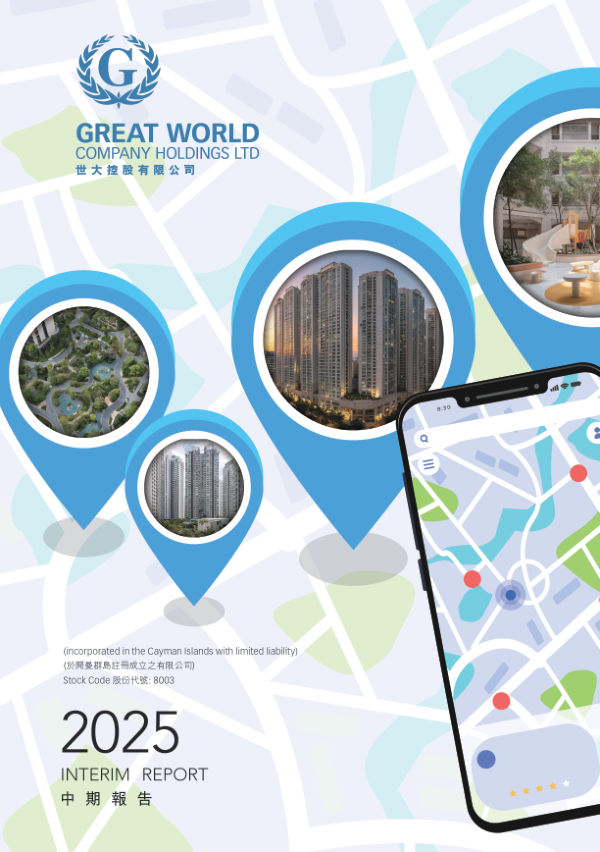 G
GREAT WORLD
COMPANY HOLDINGS LTD
世大控股有限公司
8:30
(incorporated in the Cayman Islands with limited liability)
(於開曼群島註冊成立之有限公司)
Stock Code 股份代號: 8003
2025
INTERIM REPORT
中期報告